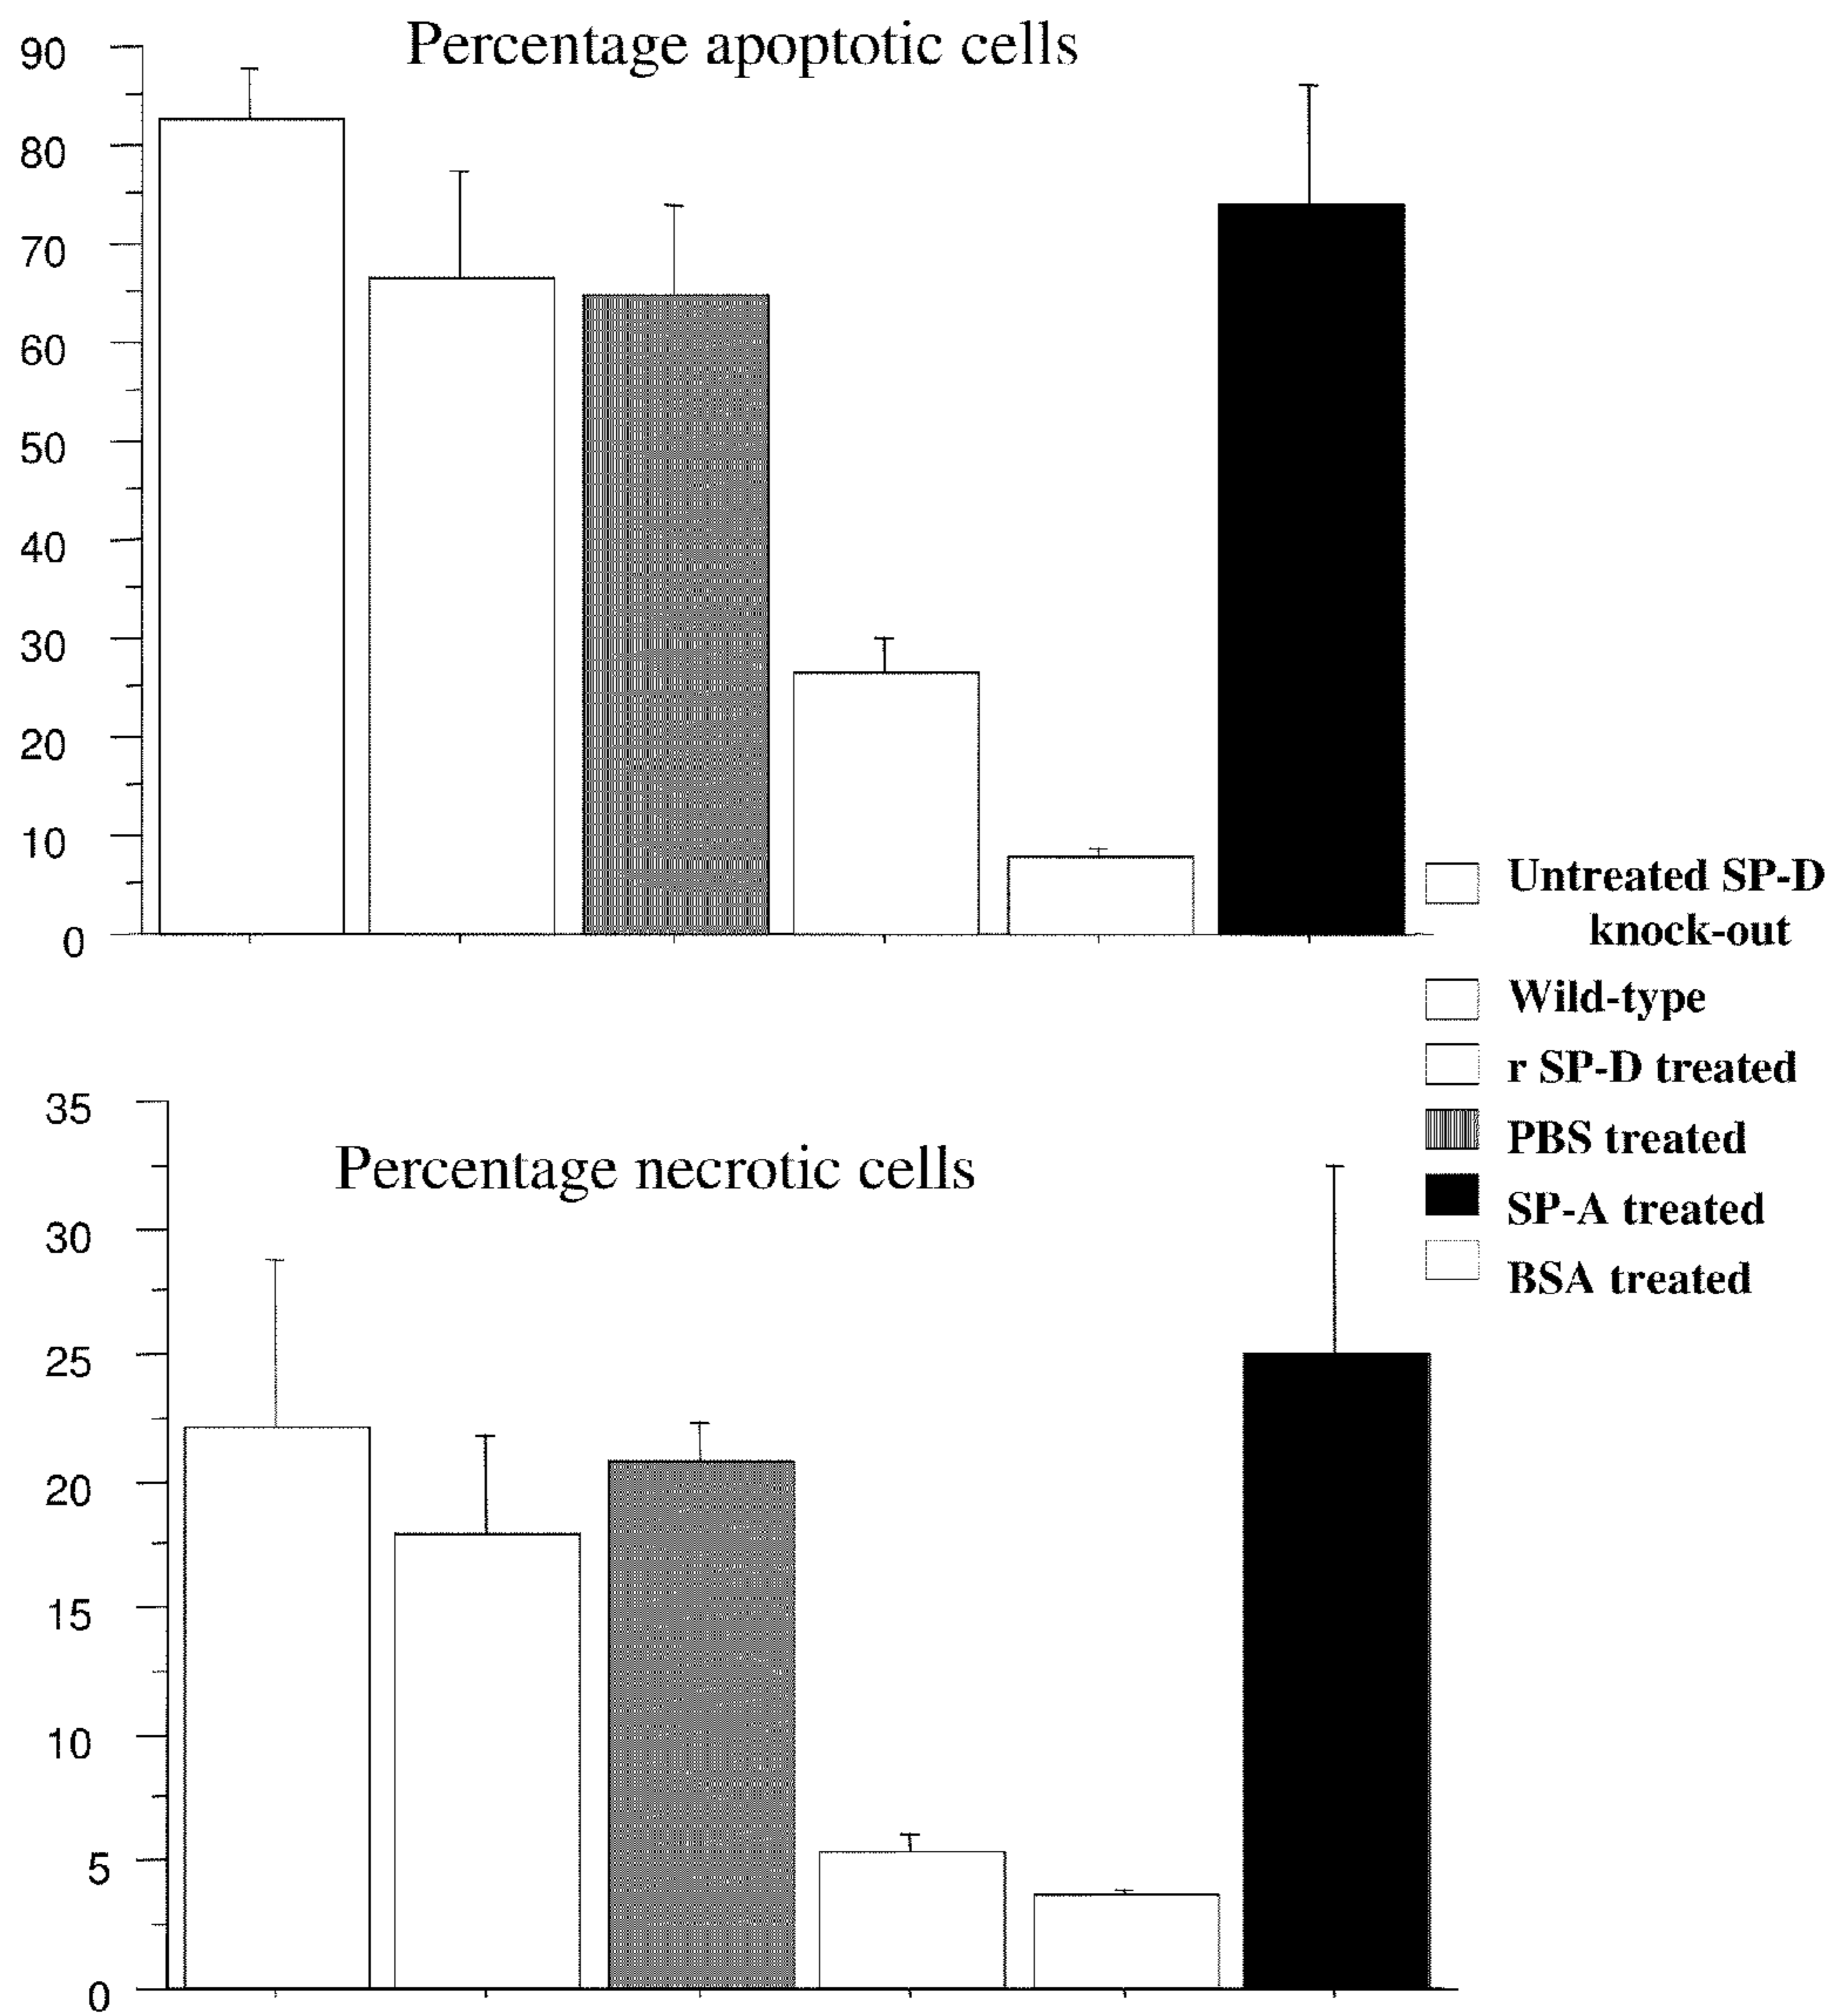 Percentage apoptotic cells
90
80
70
60
50
40
30
20
10
0
Untreated SP-D
knock-out
Wild-type
r SP-D treated
PBS treated
SP-A treated
BSA treated
Percentage necrotic cells
35
30
25
20
15
10
5
0